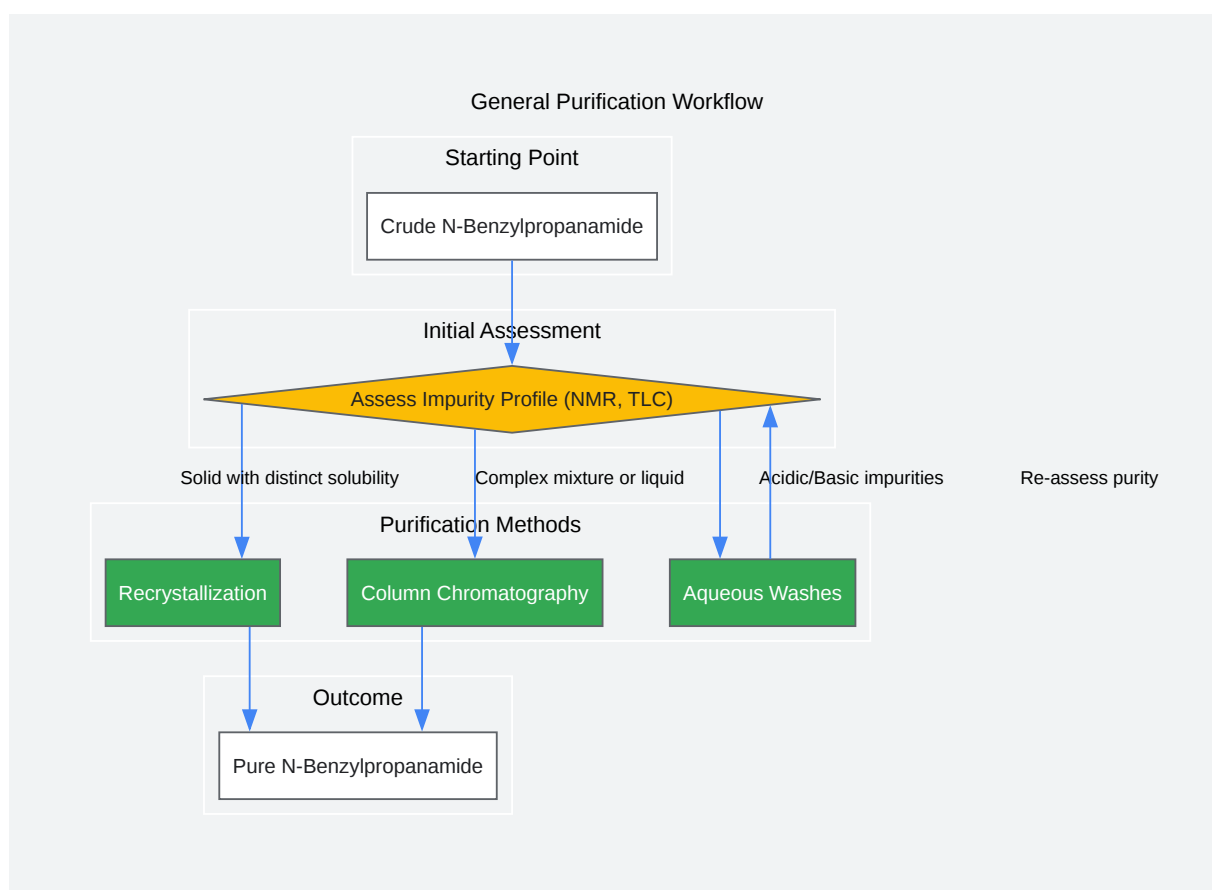 General Purification Workflow
Starting Point
Crude N-Benzylpropanamide
Initial Assessment
Assess Impurity Profile (NMR, TLC)
Solid with distinct solubility
Complex mixture or liquid
Acidic/Basic impurities
Re-assess purity
Purification Methods
Recrystallization
Column Chromatography
Aqueous Washes
Outcome
Pure N-Benzylpropanamide